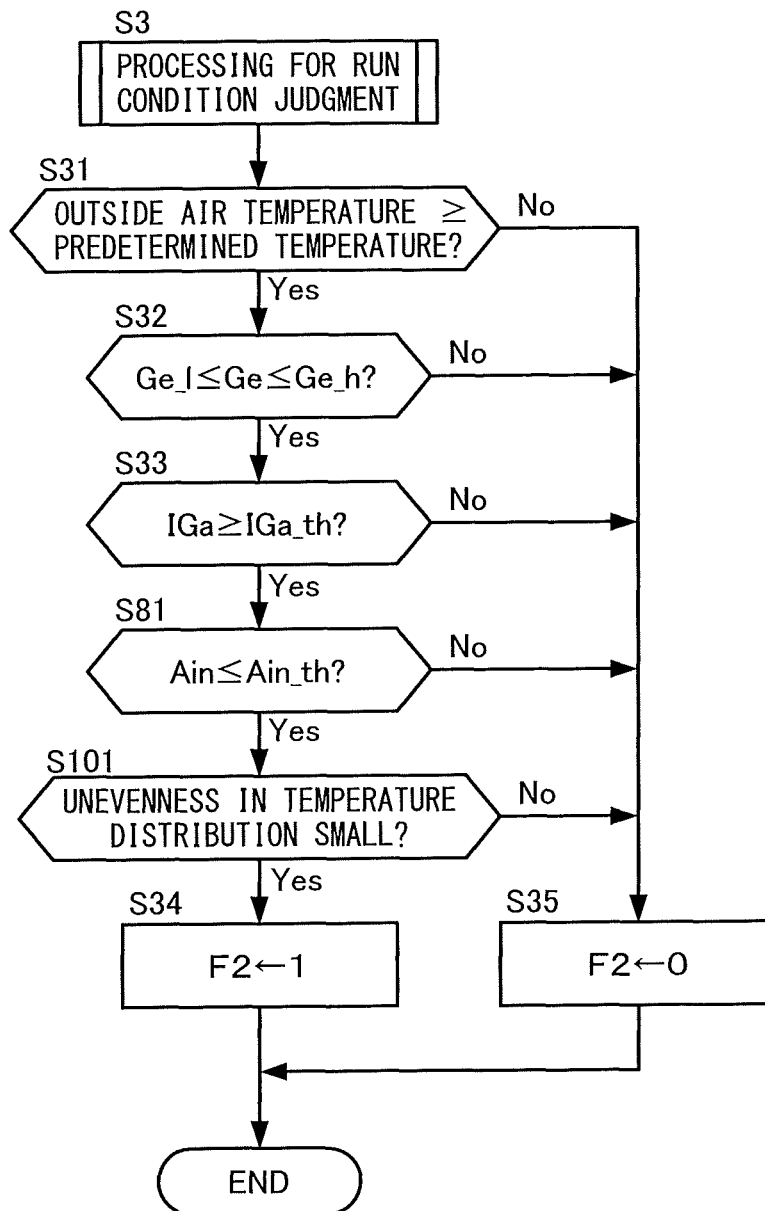 S3
PROCESSING FOR RUN
CONDITION JUDGMENT
S31
OUTSIDE AIR TEMPERATURE ≥
PREDETERMINED TEMPERATURE?
No
Yes
S32
Ge_l≤Ge≤Ge_h?
No
Yes
S33
IGa≥IGa_th?
No
Yes
S81
Ain≤Ain_th?
No
Yes
S101
UNEVENNESS IN TEMPERATURE
DISTRIBUTION SMALL?
No
Yes
S34
F2←1
S35
F2←0
END